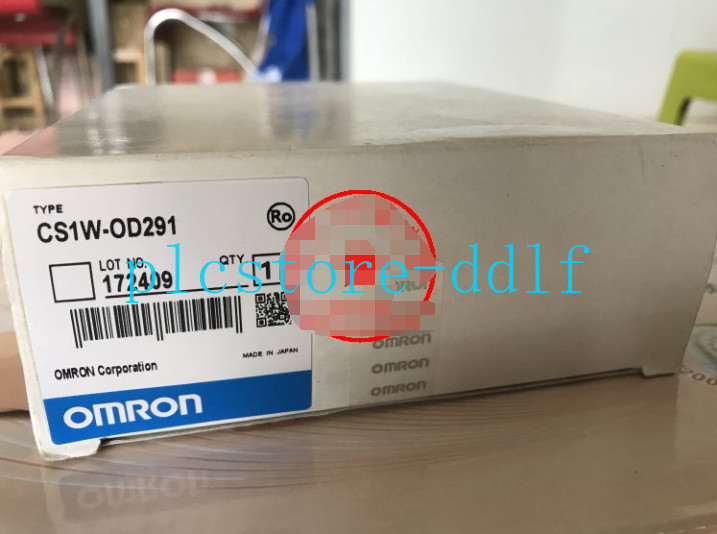 TYPE
CS1W-OD291
Ro
LOT NO.
172409
QTY
1
plcstore-ddlf
MADE IN JAPAN
OMRON Corporation
OMRON
OMRON
OMRON
OMRON
OMRON